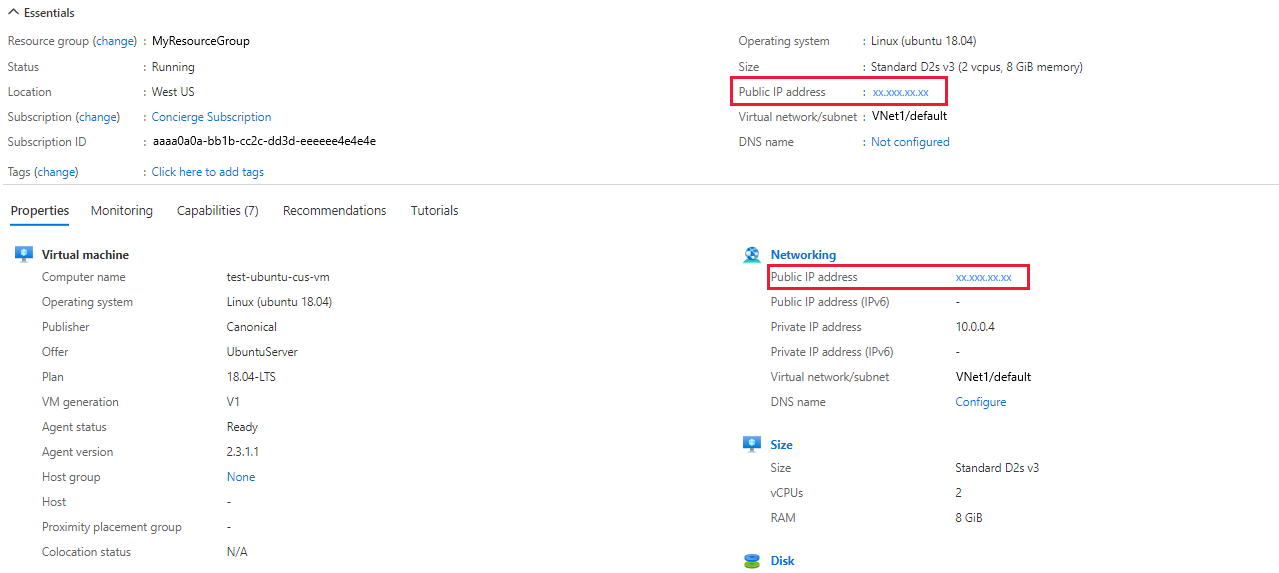 Essentials
Resource group (change) : MyResourceGroup
Status : Running
Location : West US
Subscription (change) : Concierge Subscription
Subscription ID : aaaa0a0a-bb1b-cc2c-dd3d-eeeeee4e4e4e
Tags (change) : Click here to add tags
Operating system : Linux (ubuntu 18.04)
Size : Standard D2s v3 (2 vcpus, 8 GiB memory)
Public IP address : xx.xxx.xx.xx
Virtual network/subnet : VNet1/default
DNS name : Not configured
Properties Monitoring Capabilities (7) Recommendations Tutorials
Virtual machine
Computer name test-ubuntu-cus-vm
Operating system Linux (ubuntu 18.04)
Publisher Canonical
Offer UbuntuServer
Plan 18.04-LTS
VM generation V1
Agent status Ready
Agent version 2.3.1.1
Host group None
Host -
Proximity placement group -
Colocation status N/A
Networking
Public IP address xx.xxx.xx.xx
Public IP address (IPv6) -
Private IP address 10.0.0.4
Private IP address (IPv6) -
Virtual network/subnet VNet1/default
DNS name Configure
Size
Size Standard D2s v3
vCPUs 2
RAM 8 GiB
Disk